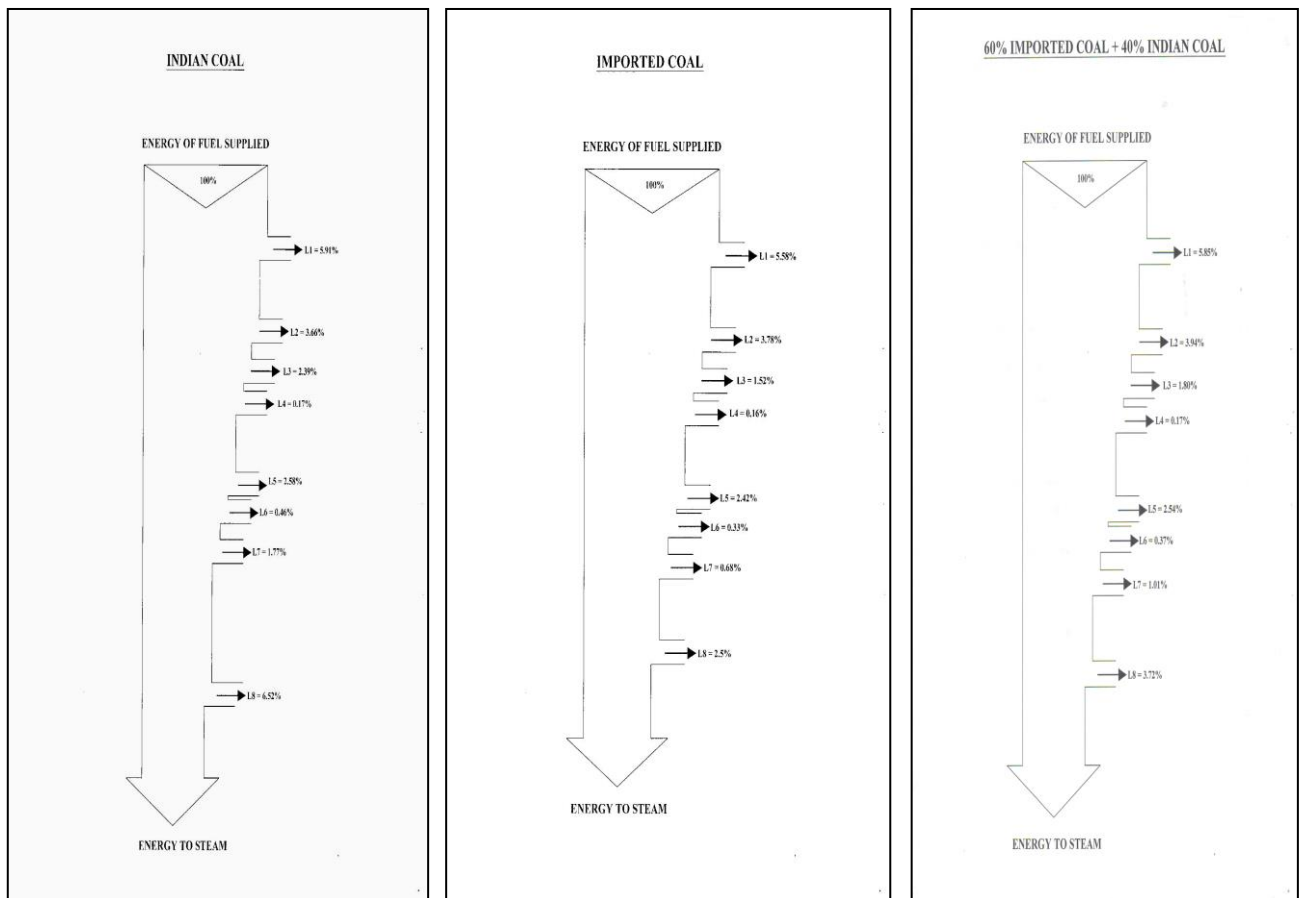 INDIAN COAL
ENERGY OF FUEL SUPPLIED
100%
L1 = 5.91%
L2 = 3.66%
L3 = 2.39%
L4 = 0.17%
L5 = 2.58%
L6 = 0.46%
L7 = 1.77%
L8 = 6.52%
ENERGY TO STEAM
IMPORTED COAL
ENERGY OF FUEL SUPPLIED
100%
L1 = 5.58%
L2 = 3.78%
L3 = 1.52%
L4 = 0.16%
L5 = 2.42%
L6 = 0.33%
L7 = 0.68%
L8 = 2.5%
ENERGY TO STEAM
60% IMPORTED COAL + 40% INDIAN COAL
ENERGY OF FUEL SUPPLIED
100%
L1 = 5.85%
L2 = 3.94%
L3 = 1.80%
L4 = 0.17%
L5 = 2.54%
L6 = 0.37%
L7 = 1.01%
L8 = 3.72%
ENERGY TO STEAM